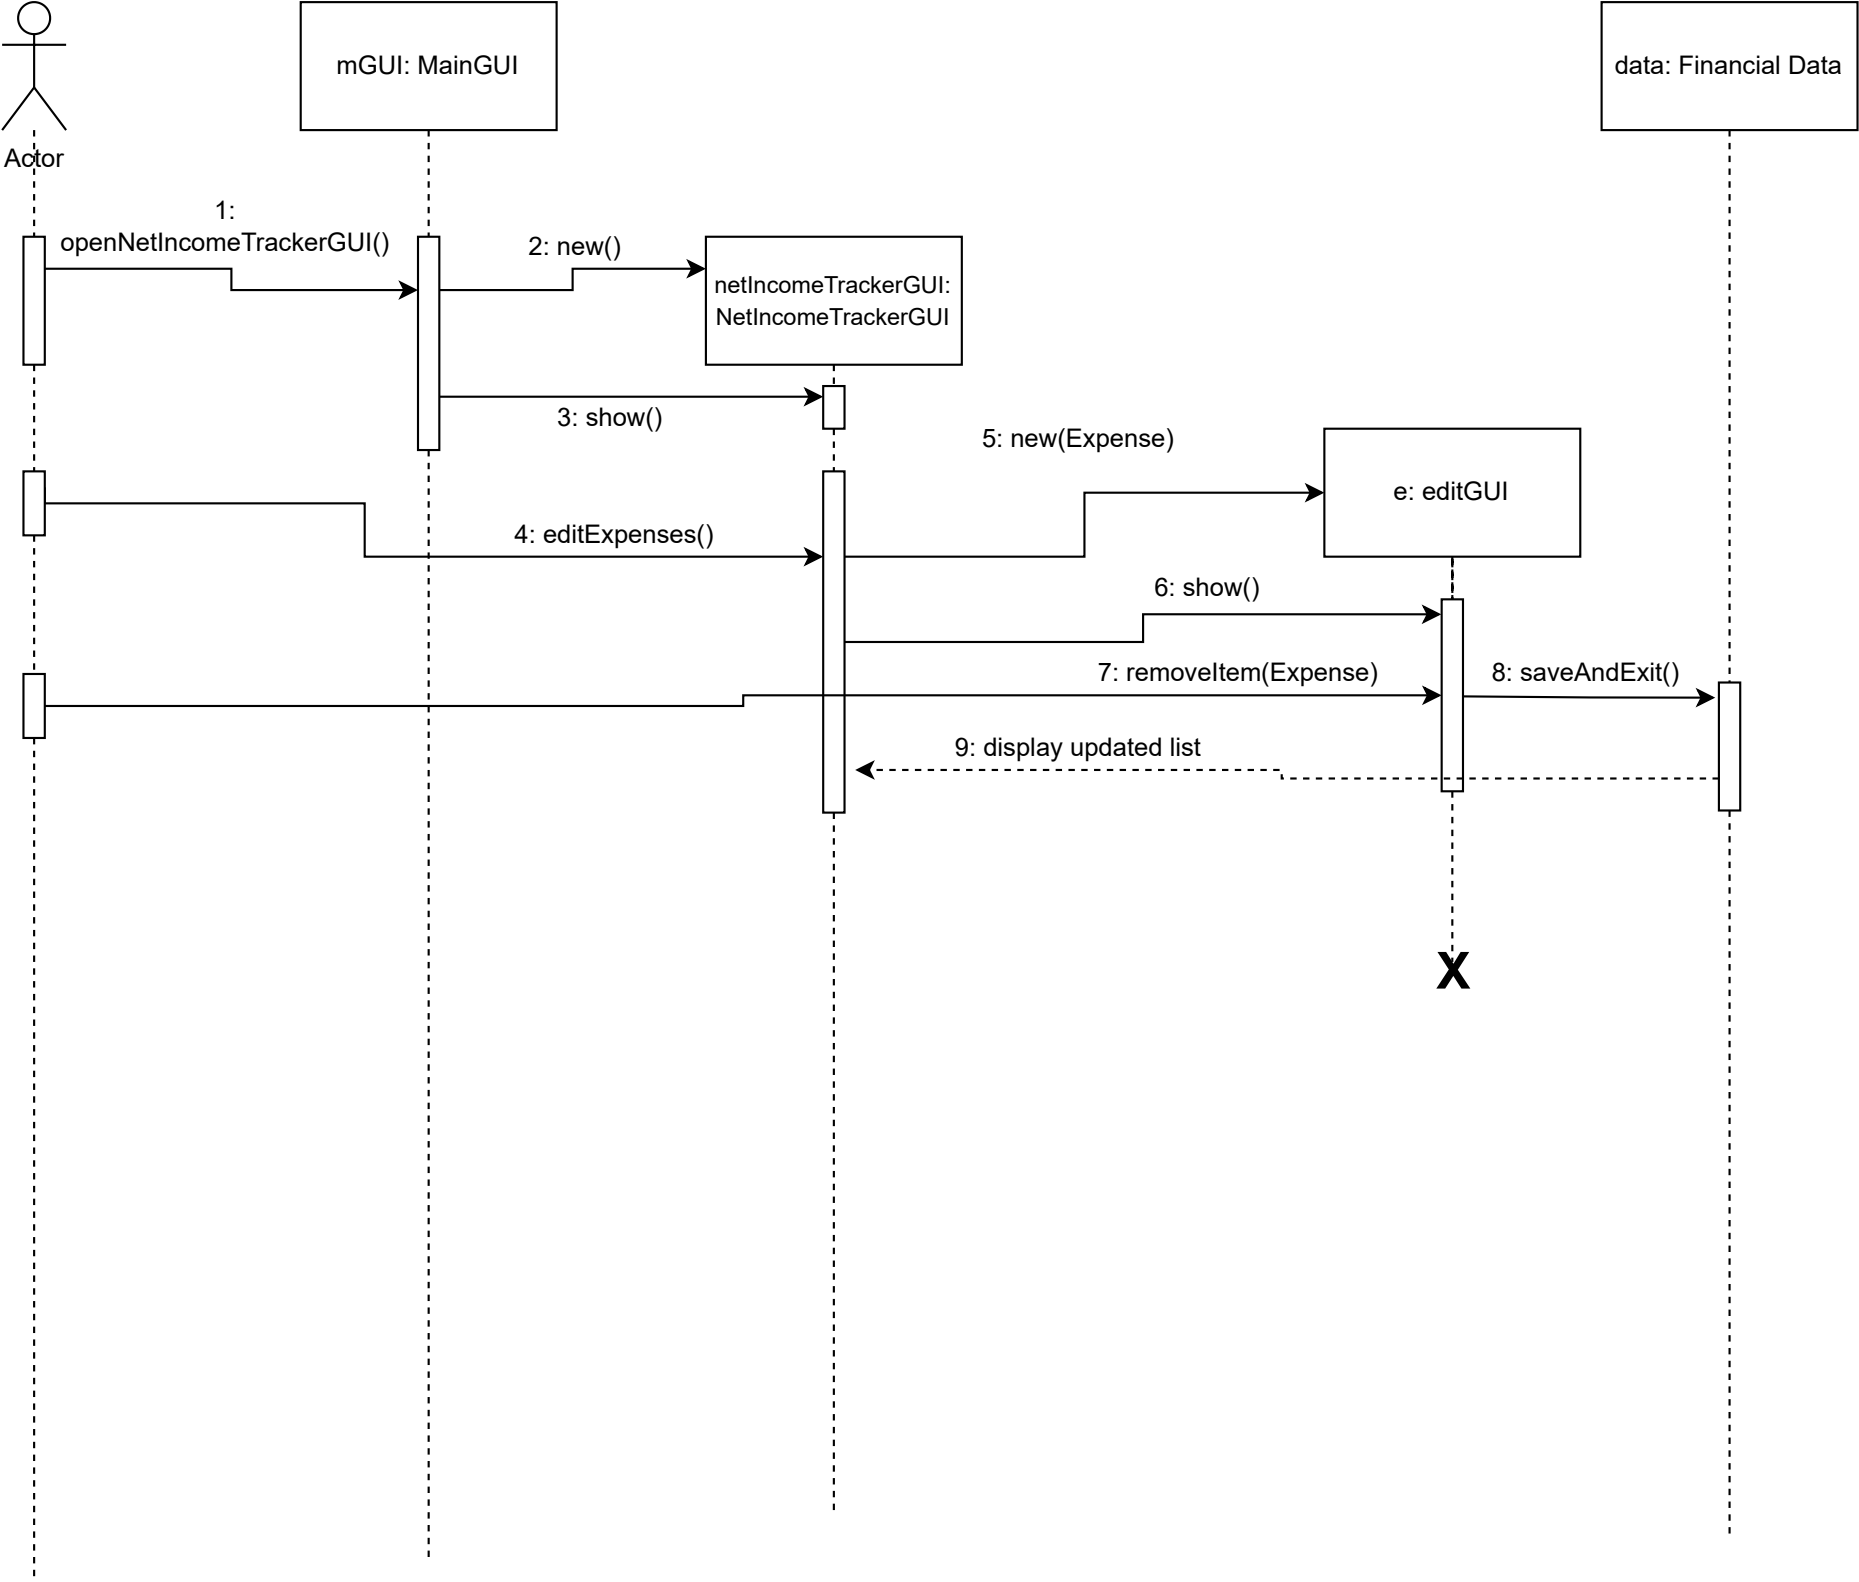 mGUI: MainGUI
data: Financial Data
Actor
1:
openNetIncomeTrackerGUI()
2: new()
netIncomeTrackerGUI:
NetIncomeTrackerGUI
3: show()
5: new(Expense)
e: editGUI
4: editExpenses()
6: show()
7: removeItem(Expense)
8: saveAndExit()
9: display updated list
X